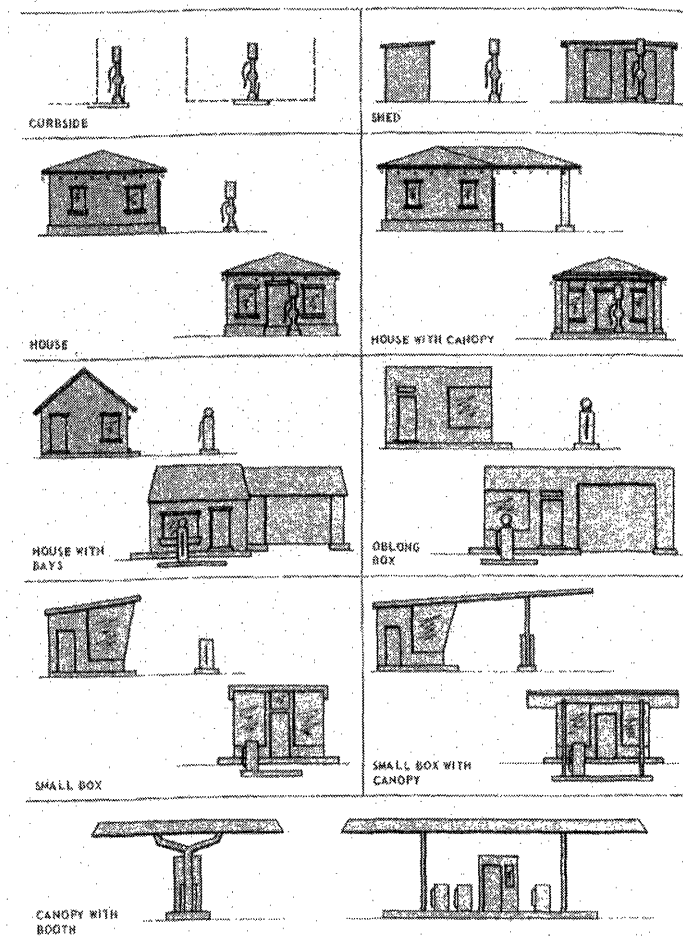 CURBSIDE
SHED
HOUSE
HOUSE WITH CANOPY
HOUSE WITH
BAYS
OBLONG
BOX
SMALL BOX
SMALL BOX WITH
CANOPY
CANOPY WITH
BOOTH